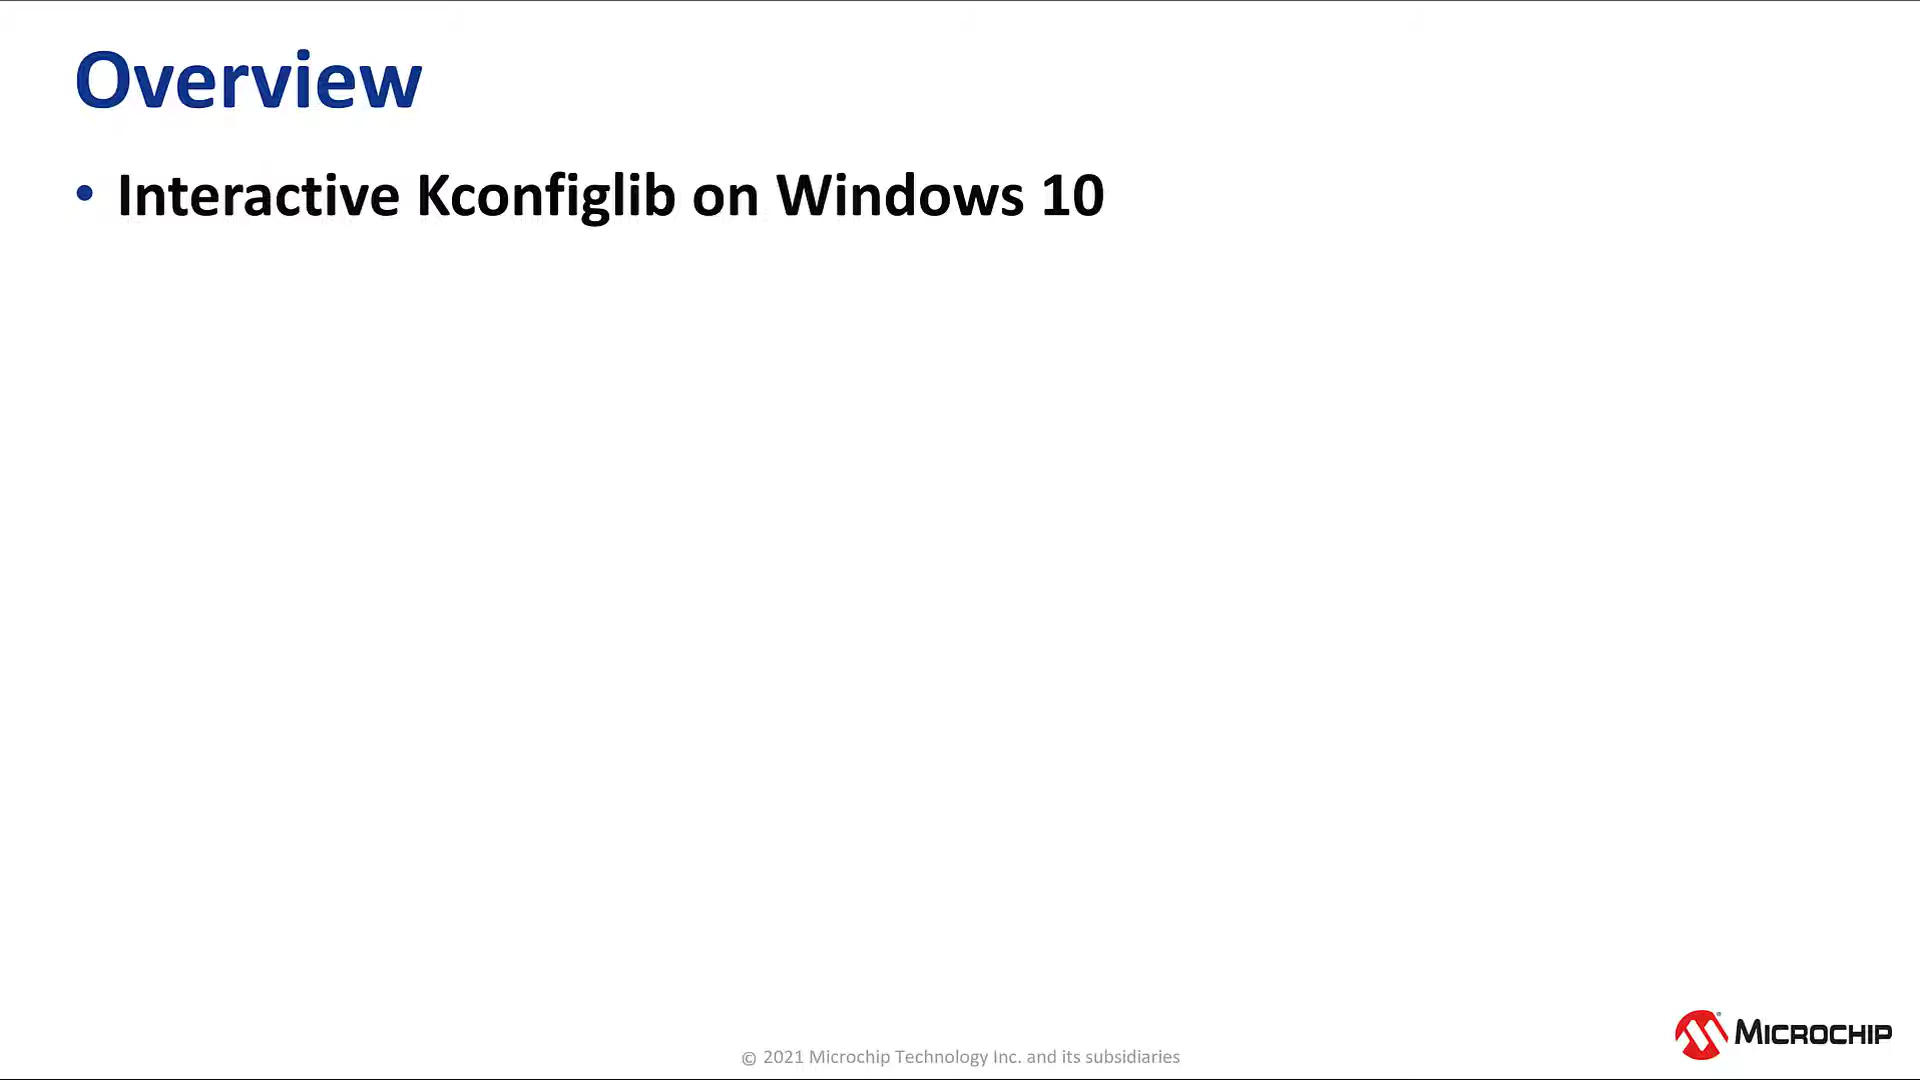 Overview
• Interactive Kconfiglib on Windows 10
MICROCHIP
© 2021 Microchip Technology Inc. and its subsidiaries